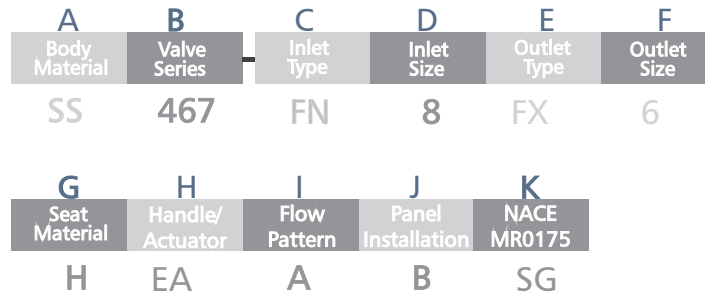 A B C D E F
Body Material Valve Series - Inlet Type Inlet Size Outlet Type Outlet Size
SS 467 FN 8 FX 6
G H I J K
Seat Material Handle/ Actuator Flow Pattern Panel Installation NACE MR0175
H EA A B SG